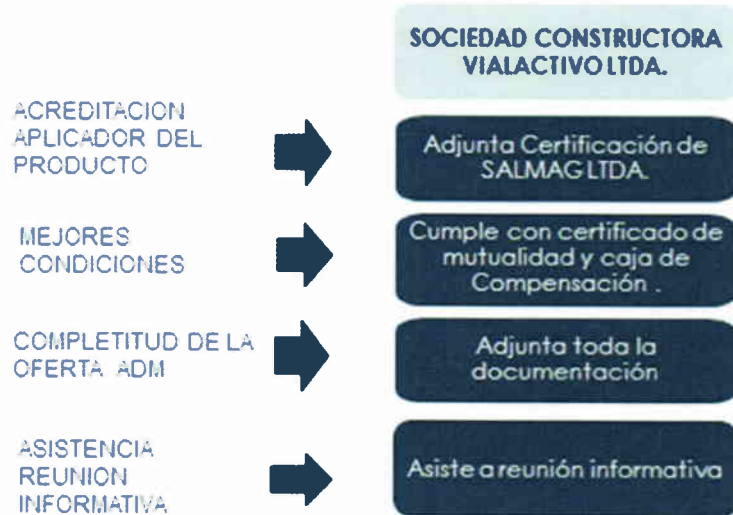 SOCIEDAD CONSTRUCTORA
VIALACTIVO LTDA.
ACREDITACION
APLICADOR DEL
PRODUCTO
Adjunta Certificación de
SALMAG LTDA.
MEJORES
CONDICIONES
Cumple con certificado de
mutualidad y caja de
Compensación .
COMPLETITUD DE LA
OFERTA ADM
Adjunta toda la
documentación
ASISTENCIA
REUNION
INFORMATIVA
Asiste a reunión informativa